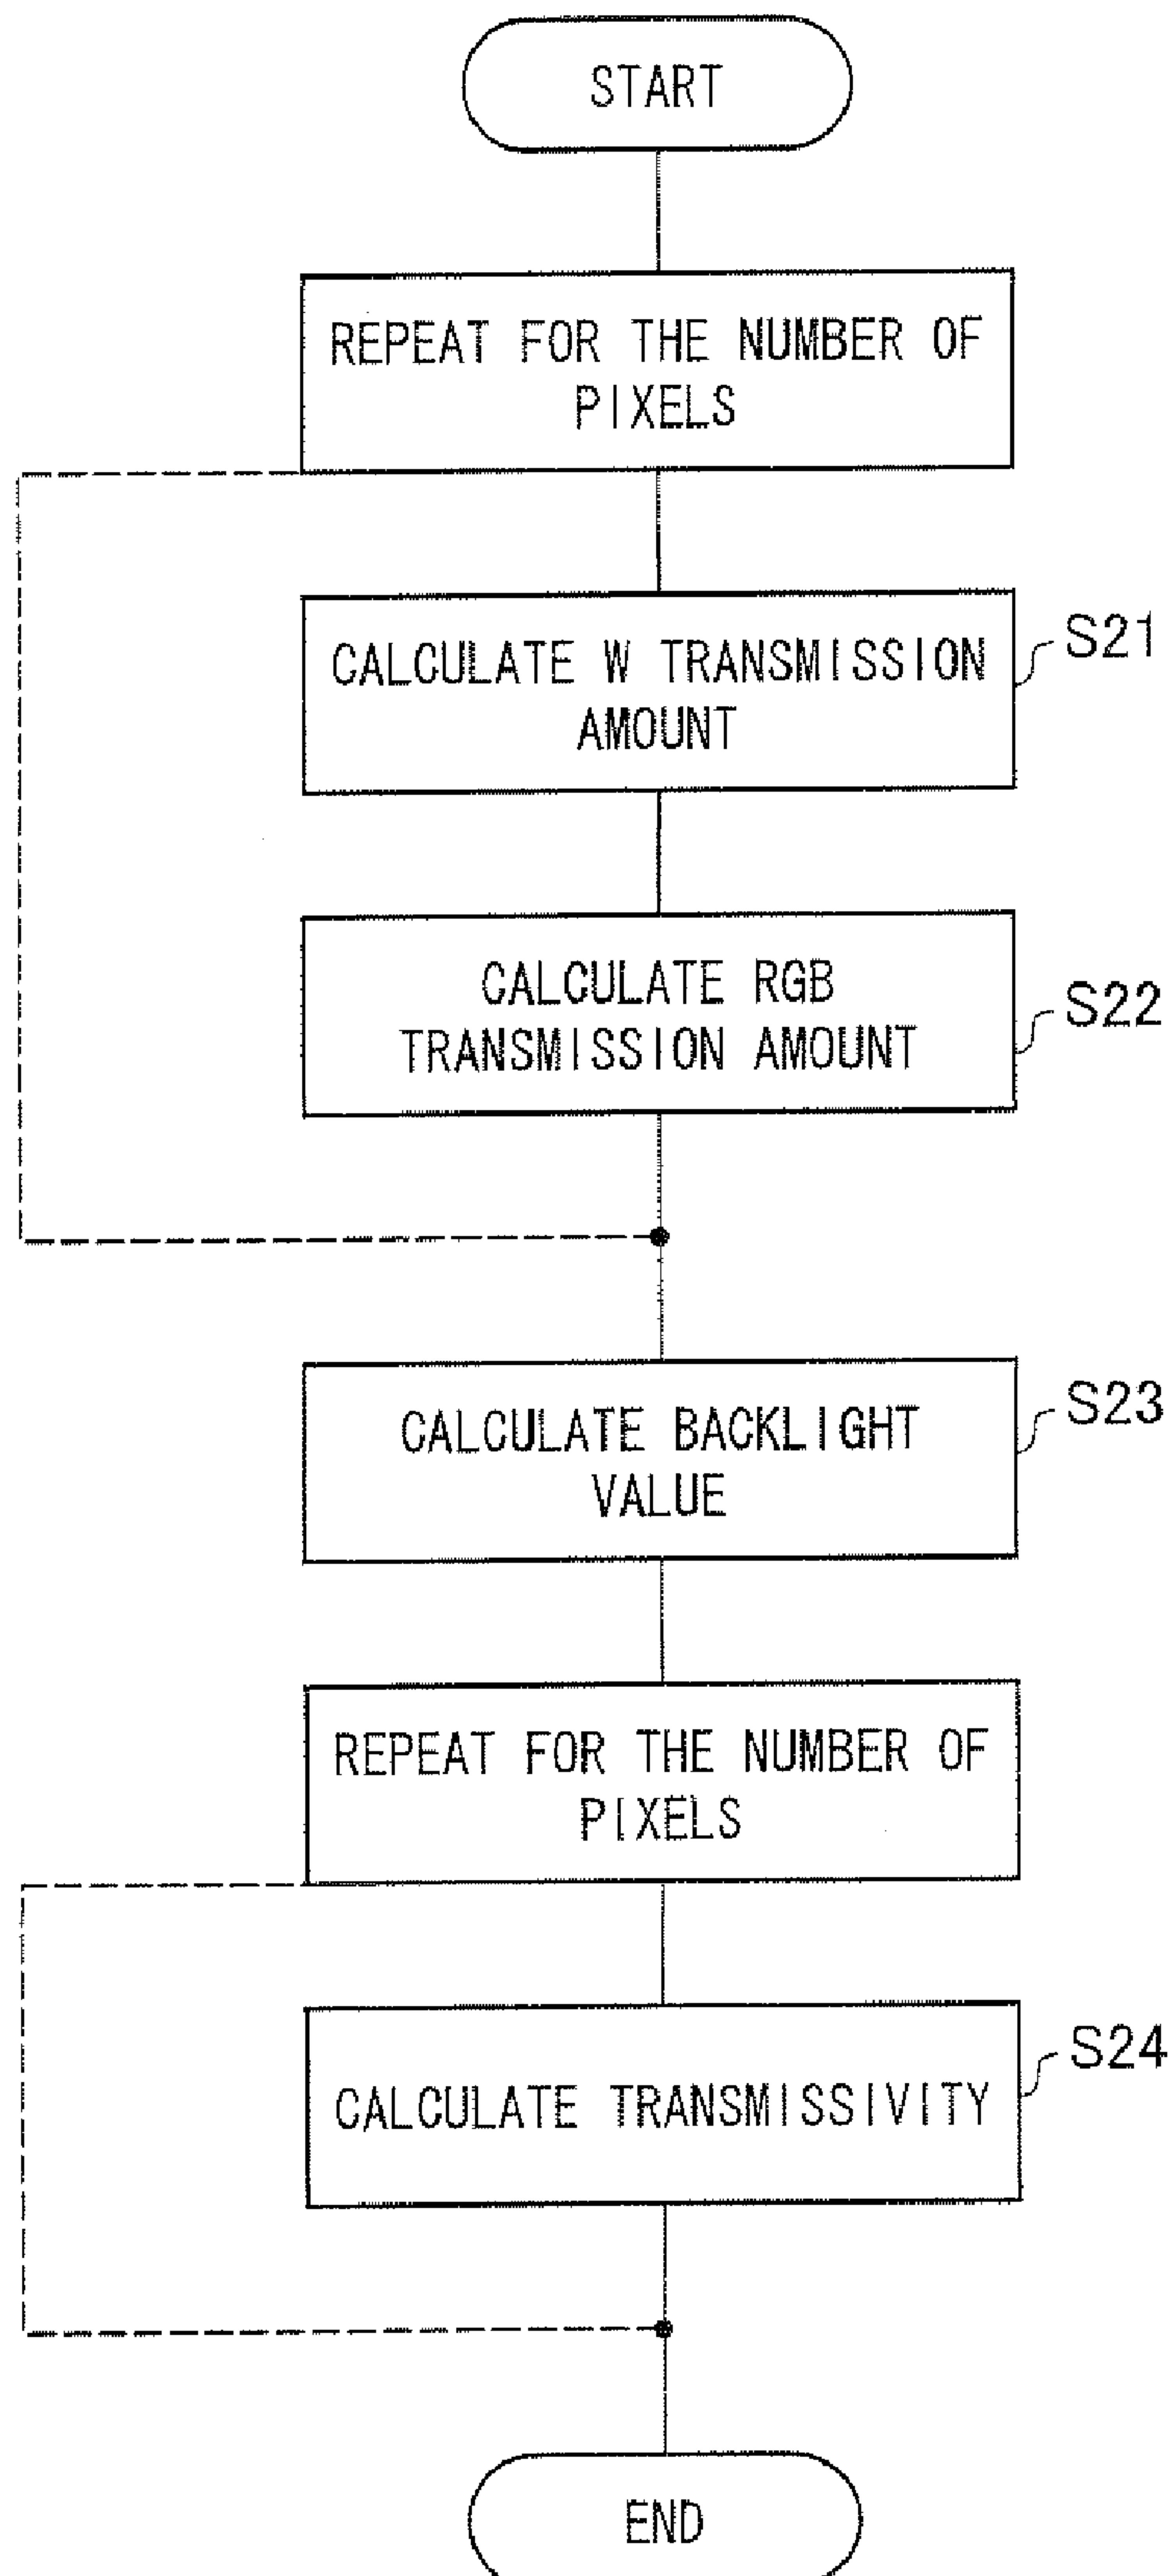 START
REPEAT FOR THE NUMBER OF
PIXELS
CALCULATE W TRANSMISSION
AMOUNT
S21
CALCULATE RGB
TRANSMISSION AMOUNT
S22
CALCULATE BACKLIGHT
VALUE
S23
REPEAT FOR THE NUMBER OF
PIXELS
CALCULATE TRANSMISSIVITY
S24
END